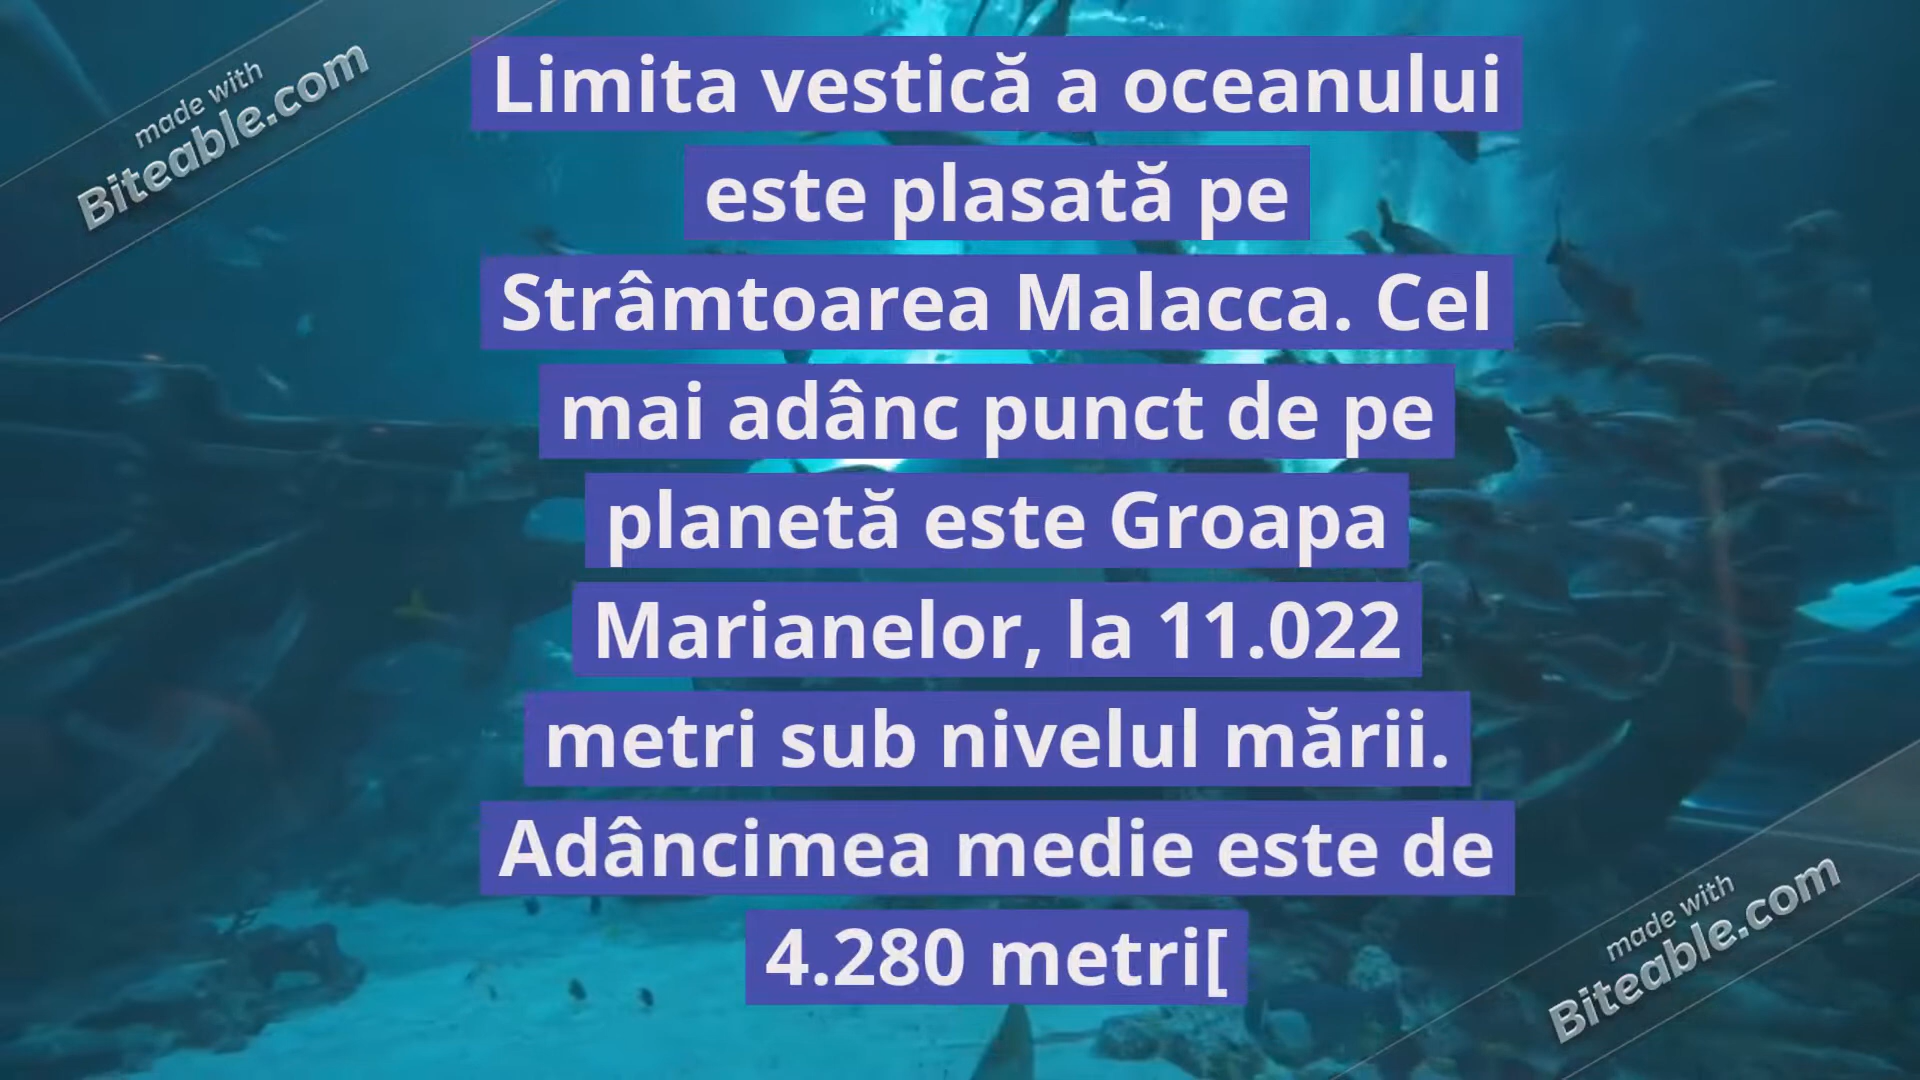 made with
Biteable.com
Limita vestică a oceanului
este plasată pe
Strâmtoarea Malacca. Cel
mai adânc punct de pe
planetă este Groapa
Marianelor, la 11.022
metri sub nivelul mării.
Adâncimea medie este de
4.280 metri[
made with
Biteable.com